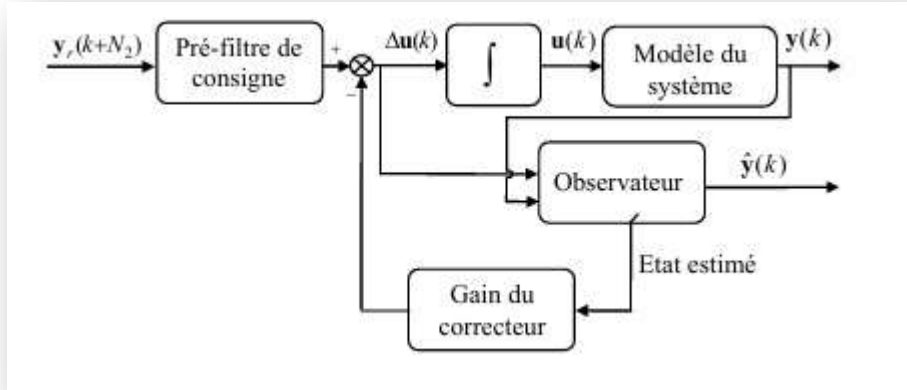 y_r(k+N_2)
Pré-filtre de
consigne
+
−
Δu(k)
∫
u(k)
Modèle du
système
y(k)
Observateur
ŷ(k)
Etat estimé
Gain du
correcteur